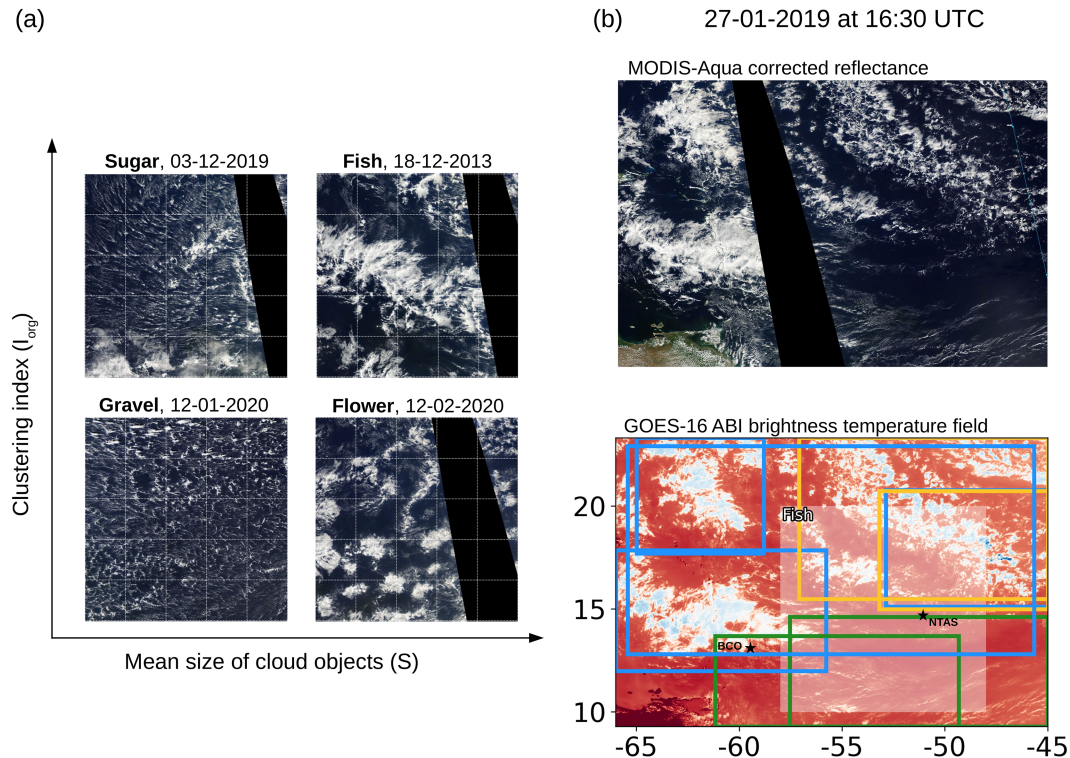 (a)
Sugar, 03-12-2019
Fish, 18-12-2013
Gravel, 12-01-2020
Flower, 12-02-2020
Clustering index (Iorg)
Mean size of cloud objects (S)
(b)
27-01-2019 at 16:30 UTC
MODIS-Aqua corrected reflectance
GOES-16 ABI brightness temperature field
Fish
NTAS
BCO
20
15
10
-65
-60
-55
-50
-45